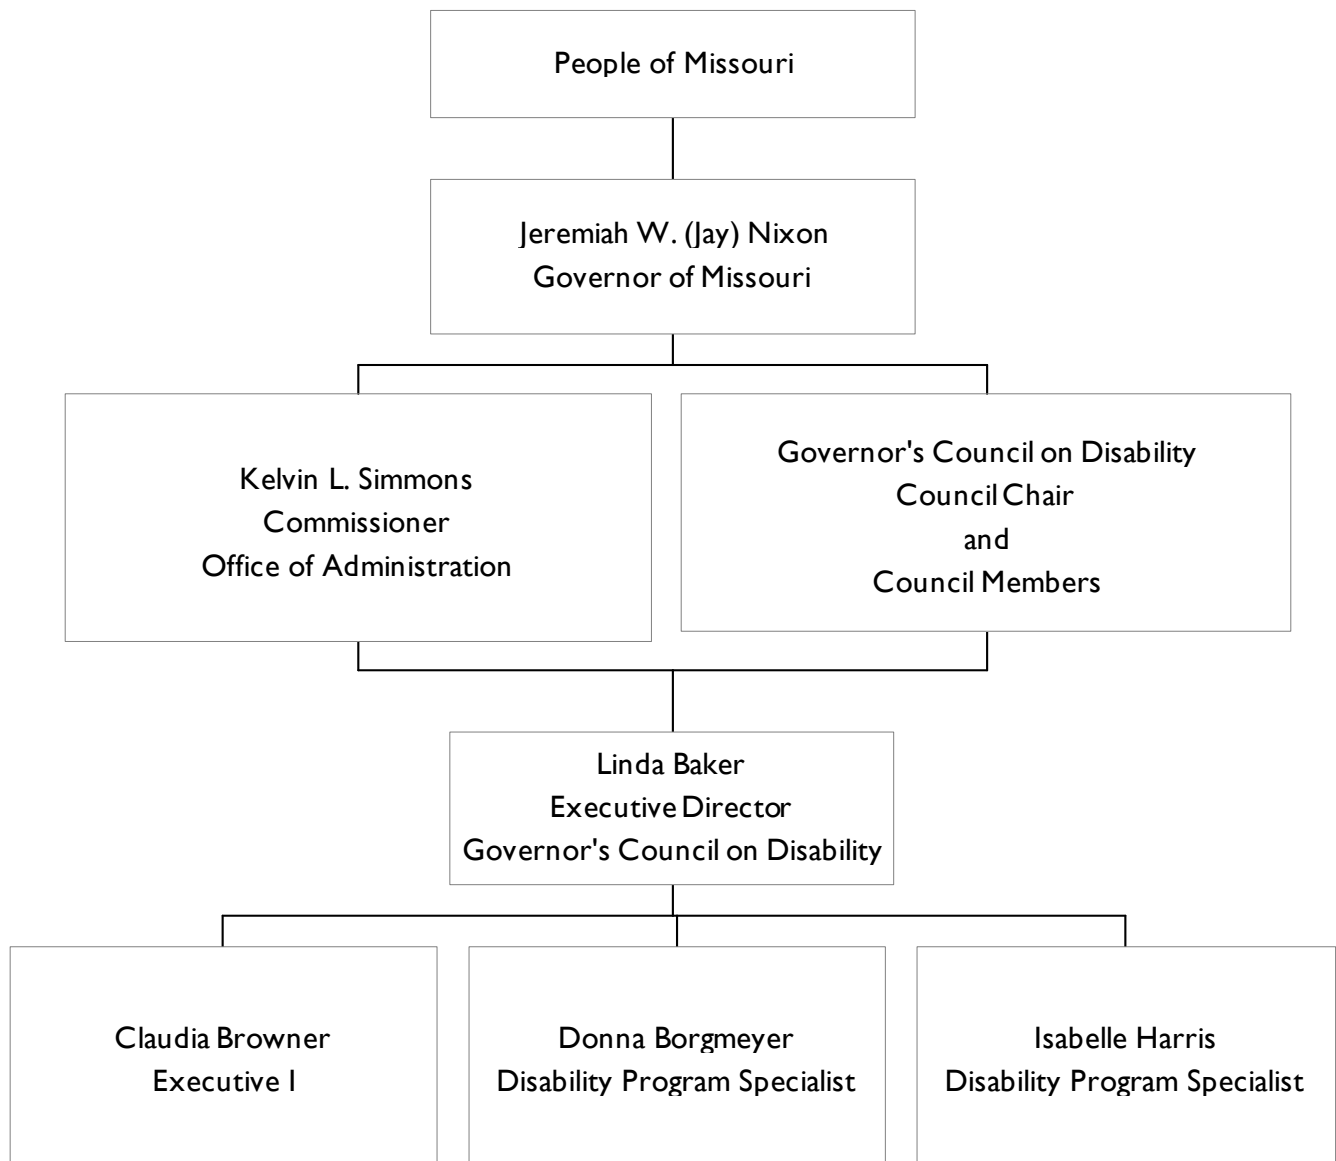 People of Missouri
Jeremiah W. (Jay) Nixon
Governor of Missouri
Kelvin L. Simmons
Commissioner
Office of Administration
Governor's Council on Disability
Council Chair
and
Council Members
Linda Baker
Executive Director
Governor's Council on Disability
Claudia Browner
Executive I
Donna Borgmeyer
Disability Program Specialist
Isabelle Harris
Disability Program Specialist